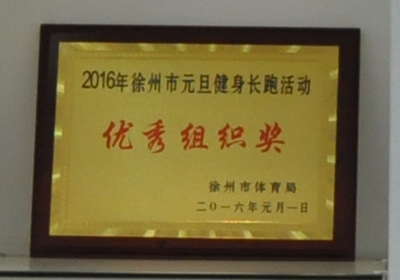 2016年徐州市元旦健身长跑活动
优秀组织奖
徐州市体育局
二〇一六年元月一日